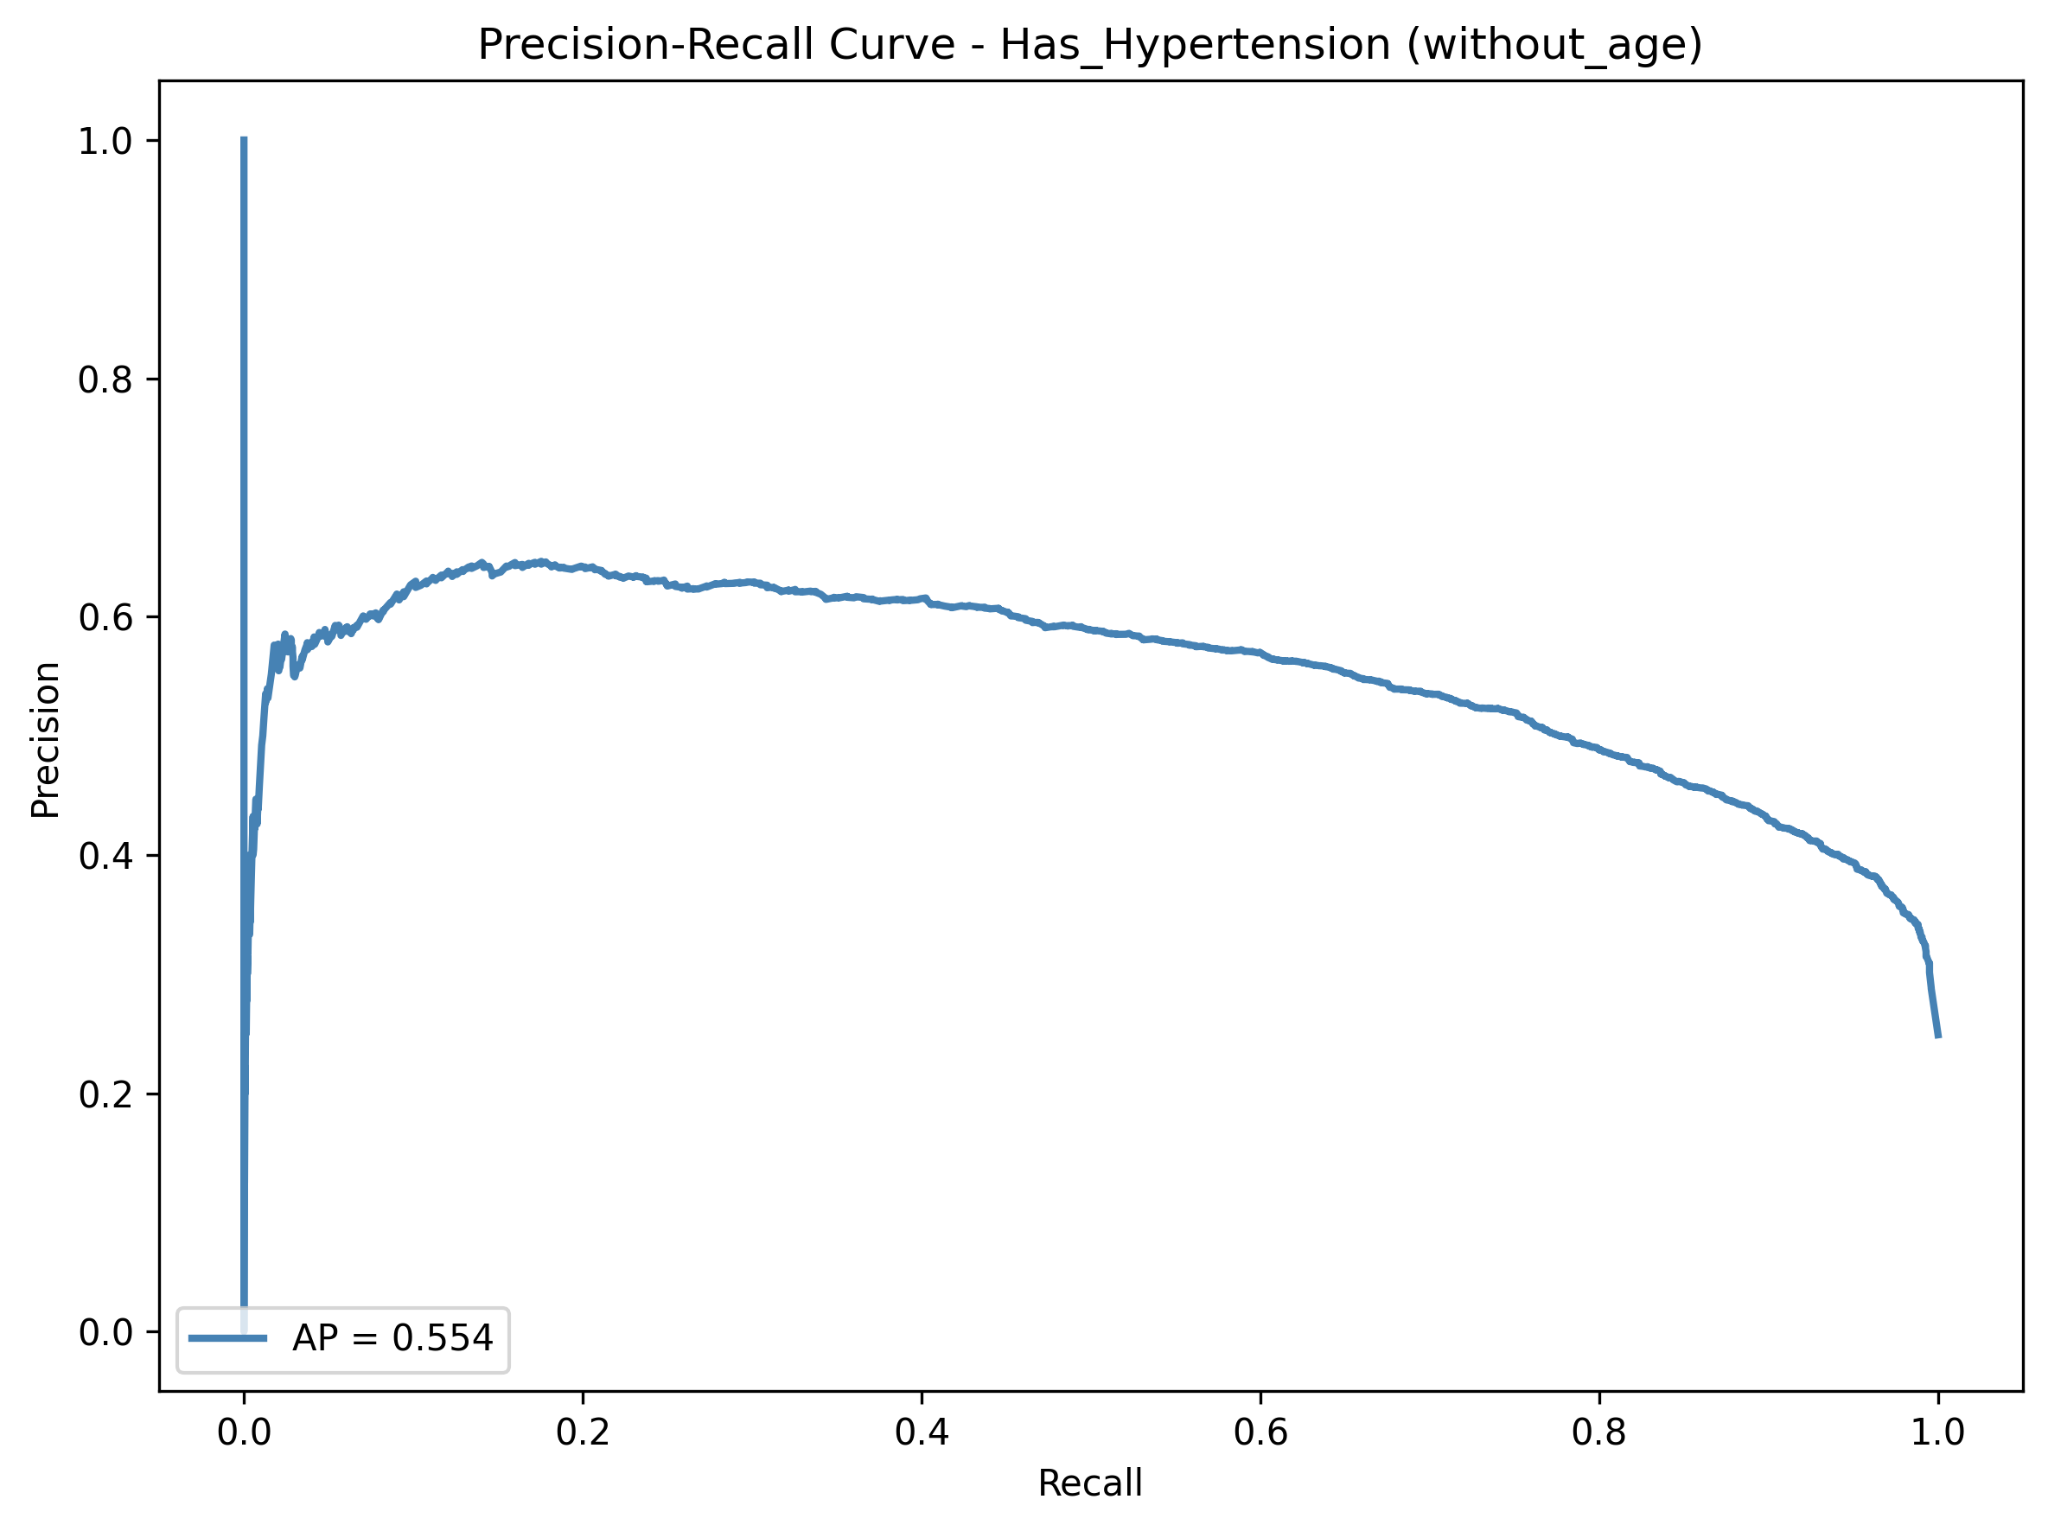 Precision-Recall Curve - Has_Hypertension (without_age)
1.0
0.8
0.6
0.4
0.2
0.0
Precision
AP = 0.554
0.0 0.2 0.4 0.6 0.8 1.0
Recall